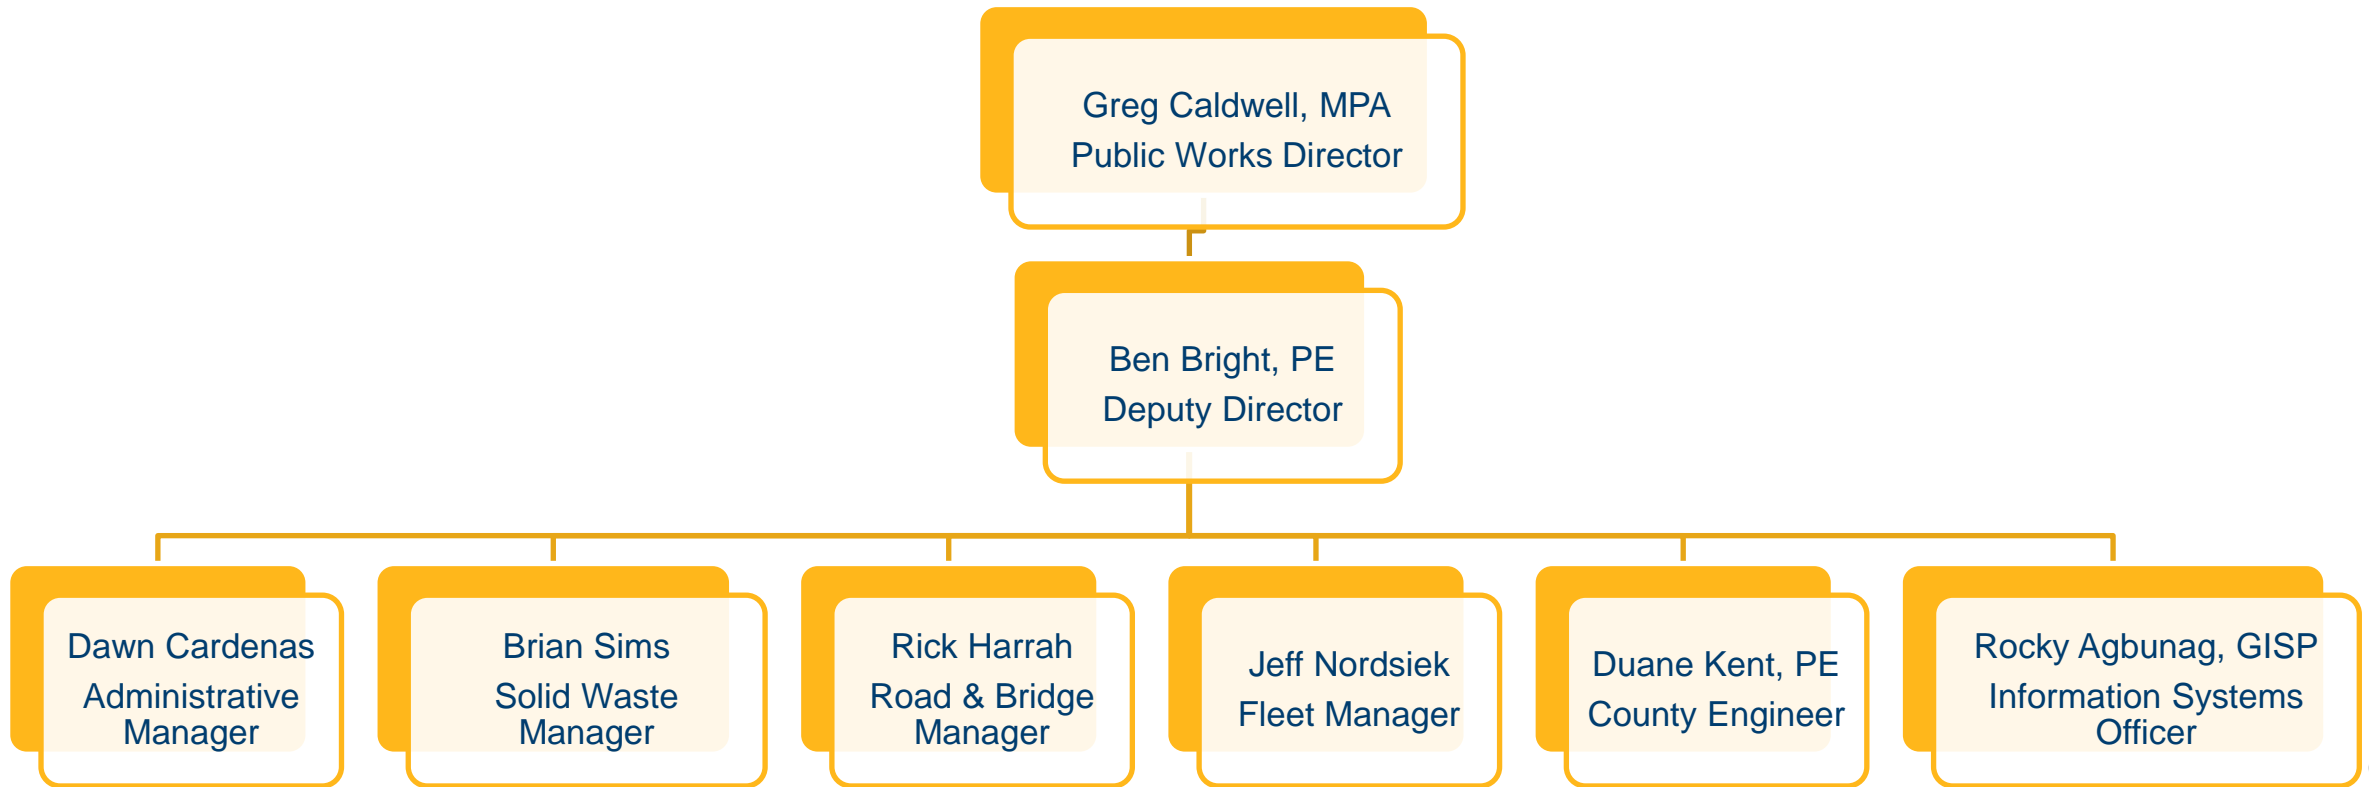 Greg Caldwell, MPA
Public Works Director
Ben Bright, PE
Deputy Director
Dawn Cardenas
Administrative
Manager
Brian Sims
Solid Waste
Manager
Rick Harrah
Road & Bridge
Manager
Jeff Nordsiek
Fleet Manager
Duane Kent, PE
County Engineer
Rocky Agbunag, GISP
Information Systems
Officer